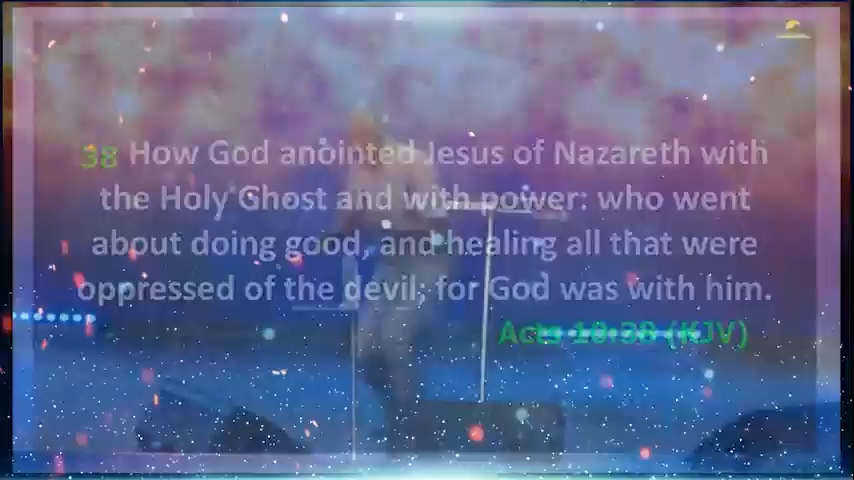 38 How God anointed Jesus of Nazareth with
the Holy Ghost and with power: who went
about doing good, and healing all that were
oppressed of the devil; for God was with him.
Acts 10:38 (KJV)